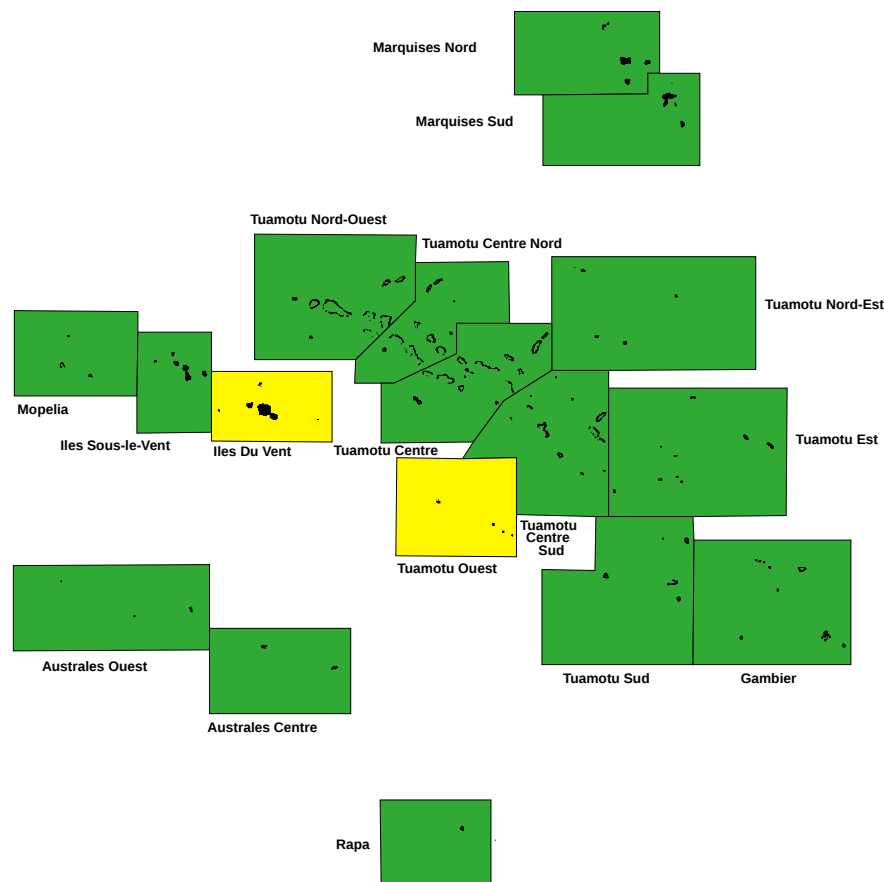 Marquises Nord
Marquises Sud
Tuamotu Nord-Ouest
Tuamotu Centre Nord
Tuamotu Nord-Est
Mopelia
Iles Sous-le-Vent
Iles Du Vent
Tuamotu Centre
Tuamotu Est
Tuamotu
Centre
Sud
Tuamotu Ouest
Australes Ouest
Tuamotu Sud
Gambier
Australes Centre
Rapa